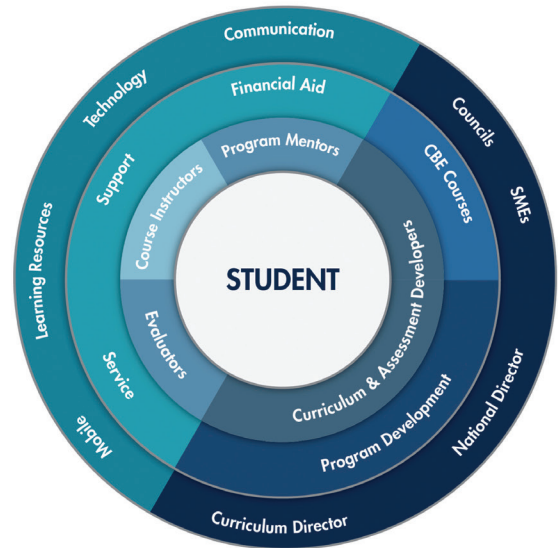 Communication
Technology
Learning Resources
Mobile
Councils
SMEs
National Director
Curriculum Director
Financial Aid
Support
Service
CBE Courses
Program Development
Program Mentors
Course Instructors
Evaluators
Curriculum & Assessment Developers
STUDENT